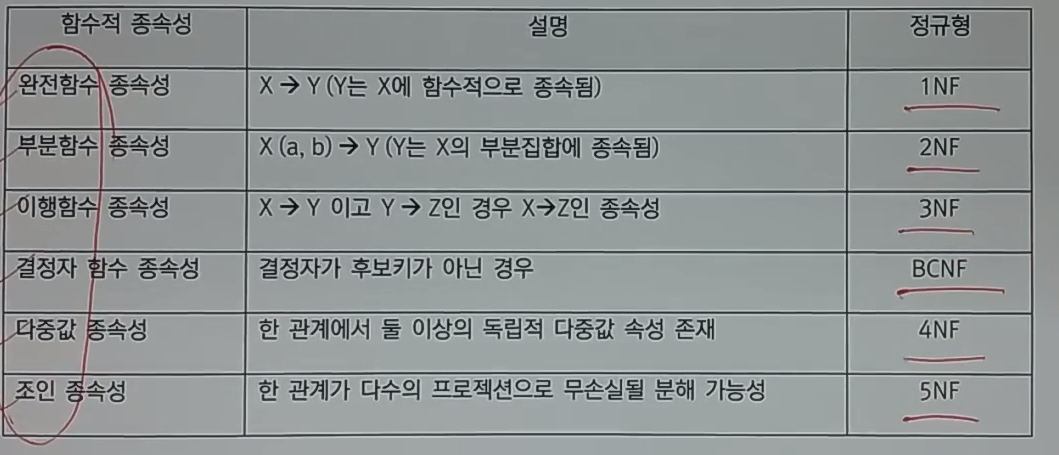 함수적 종속성 설명 정규형
완전함수 종속성 X → Y (Y는 X에 함수적으로 종속됨) 1NF
부분함수 종속성 X (a, b) → Y (Y는 X의 부분집합에 종속됨) 2NF
이행함수 종속성 X → Y 이고 Y → Z인 경우 X→Z인 종속성 3NF
결정자 함수 종속성 결정자가 후보키가 아닌 경우 BCNF
다중값 종속성 한 관계에서 둘 이상의 독립적 다중값 속성 존재 4NF
조인 종속성 한 관계가 다수의 프로젝션으로 무손실될 분해 가능성 5NF